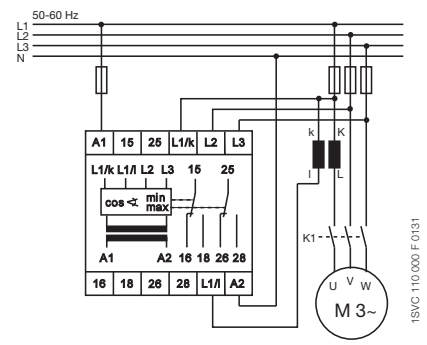 50-60 Hz
L1
L2
L3
N
A1 15 25 L1/k L2 L3
k K
L1/k L1/l L2 L3 15 25
cos ∢ min
max
l L
K1
A1 A2 16 18 26 28
16 18 26 28 L1/l A2
U V W
M 3~
1SVC 110 000 F 0131